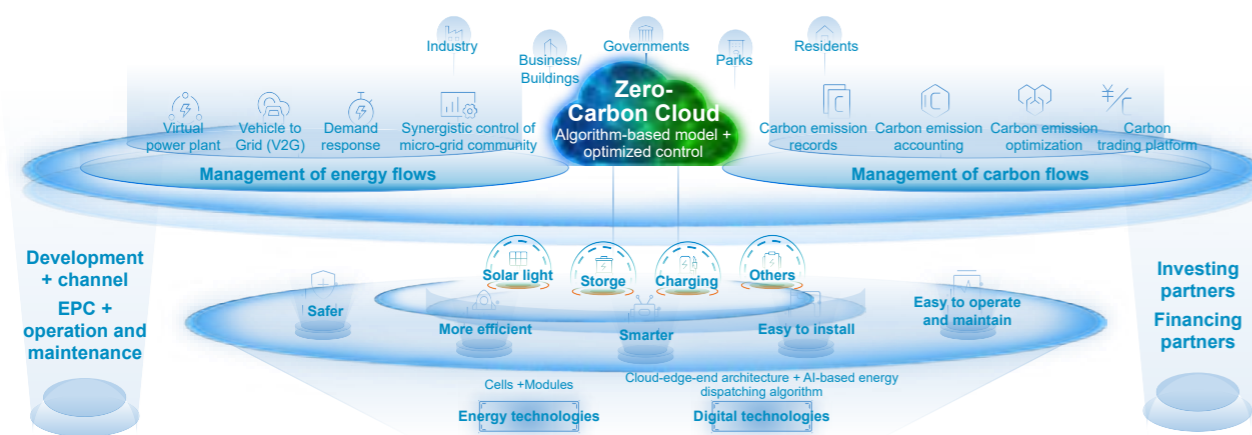 Industry
Business/
Buildings
Governments
Parks
Residents
Zero-
Carbon Cloud
Algorithm-based model +
optimized control
Virtual
power plant
Vehicle to
Grid (V2G)
Demand
response
Synergistic control of
micro-grid community
Management of energy flows
Carbon emission
records
Carbon emission
accounting
Carbon emission
optimization
Carbon
trading platform
Management of carbon flows
Development
+ channel
EPC +
operation and
maintenance
Solar light
Storge
Charging
Others
Safer
More efficient
Smarter
Easy to install
Easy to operate
and maintain
Investing
partners
Financing
partners
Cells +Modules
Energy technologies
Cloud-edge-end architecture + AI-based energy
dispatching algorithm
Digital technologies